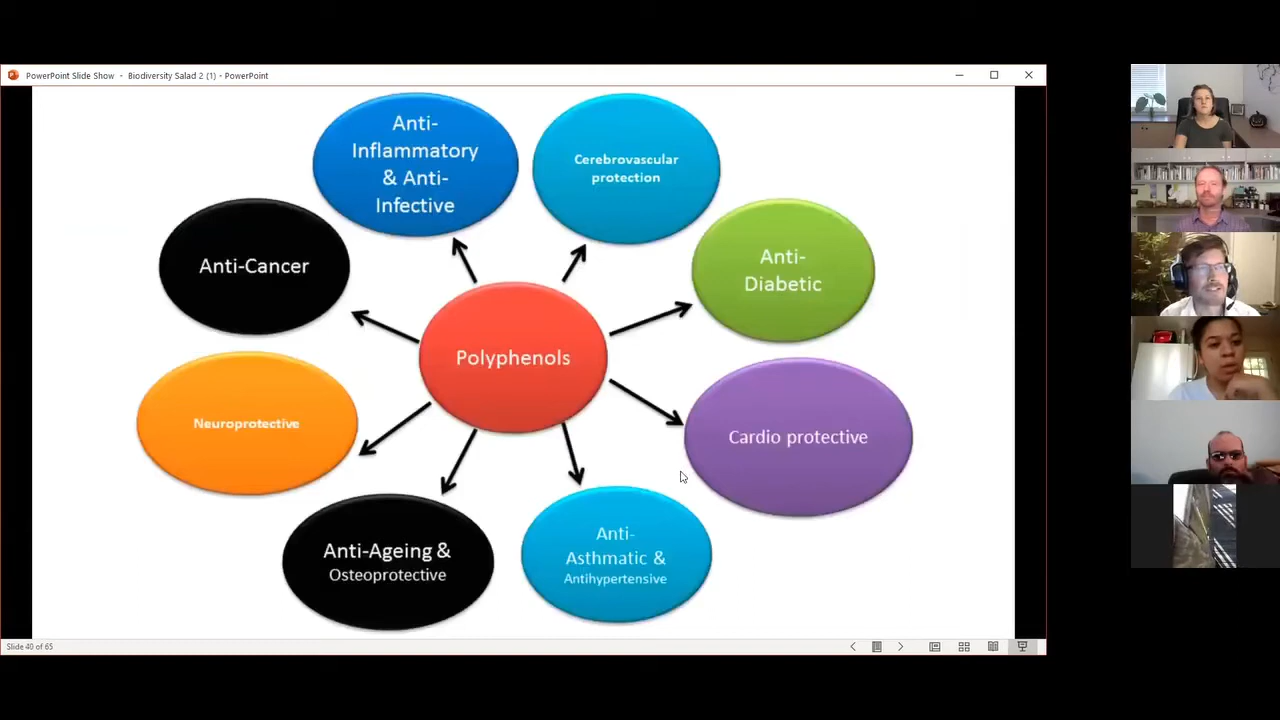 PowerPoint Slide Show - Biodiversity Salad 2 (1) - PowerPoint
Anti-
Inflammatory
& Anti-
Infective
Cerebrovascular
protection
Anti-Cancer
Anti-
Diabetic
Polyphenols
Neuroprotective
Cardio protective
Anti-Ageing &
Osteoprotective
Anti-
Asthmatic &
Antihypertensive
Slide 40 of 65